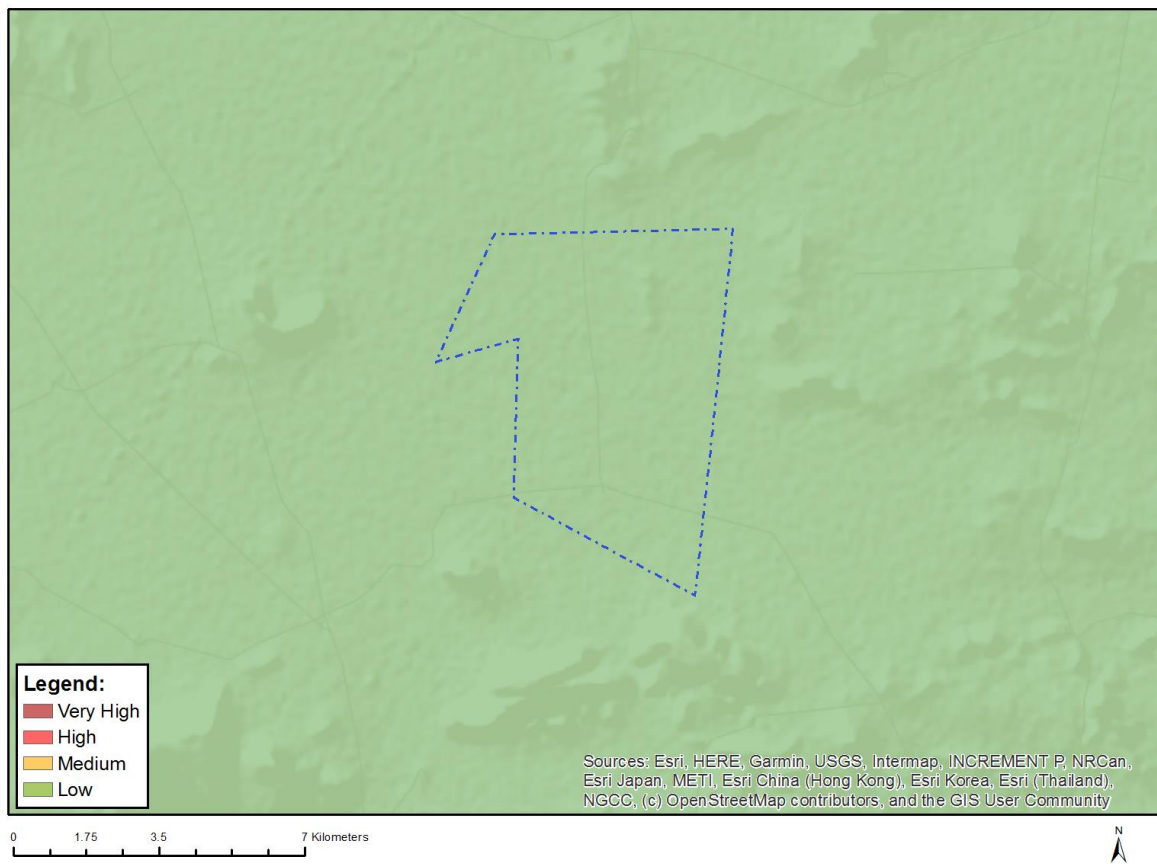 Legend:
Very High
High
Medium
Low
Sources: Esri, HERE, Garmin, USGS, Intermap, INCREMENT P, NRCan,
Esri Japan, METI, Esri China (Hong Kong), Esri Korea, Esri (Thailand),
NGCC, (c) OpenStreetMap contributors, and the GIS User Community
0 1.75 3.5 7 Kilometers
N